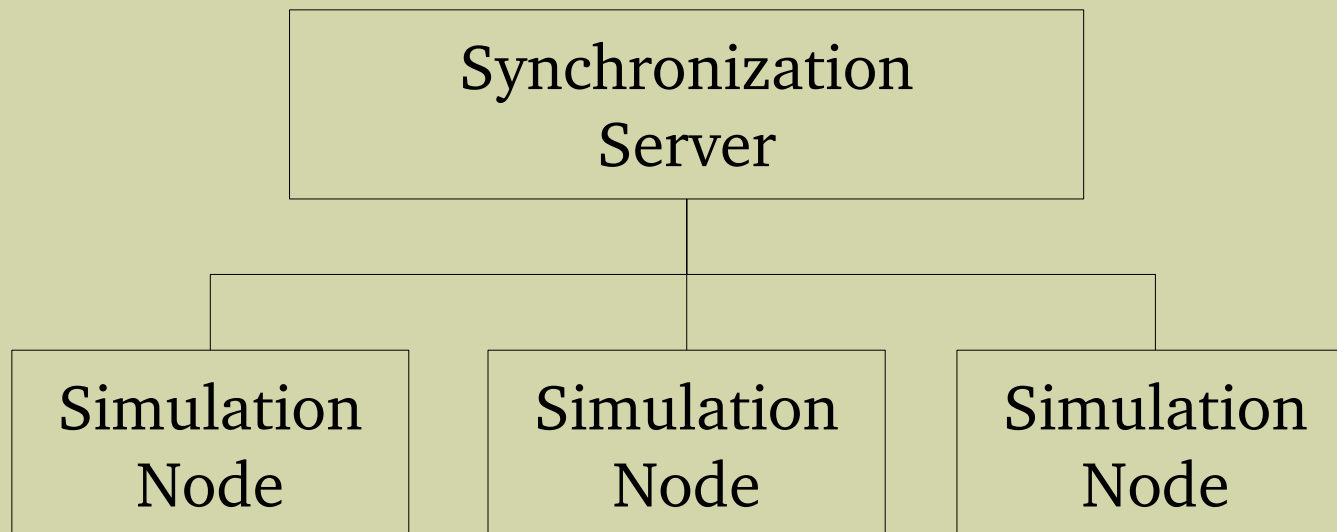 Synchronization
Server
Simulation
Node
Simulation
Node
Simulation
Node